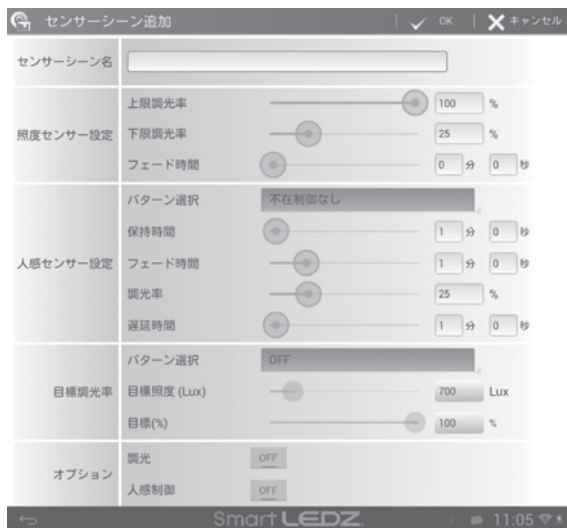 センサーシーン追加 ✓ OK ✕ キャンセル
センサーシーン名
照度センサー設定
上限調光率 100 %
下限調光率 25 %
フェード時間 0 分 0 秒
人感センサー設定
パターン選択 不在制御なし
保持時間 1 分 0 秒
フェード時間 1 分 0 秒
調光率 25 %
遅延時間 1 分 0 秒
目標調光率
パターン選択 OFF
目標照度 (Lux) 700 Lux
目標(%) 100 %
オプション
調光 OFF
人感制御 OFF
Smart LEDZ 11:05